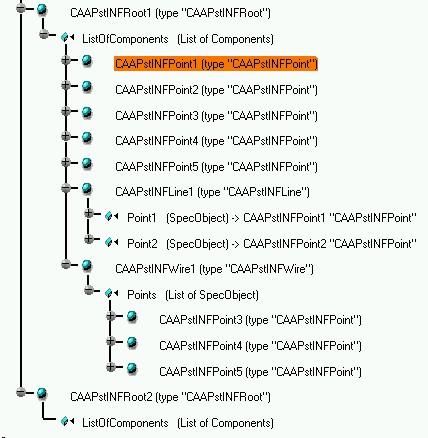 CAAPstINFRoot1 (type "CAAPstINFRoot")
ListOfComponents (List of Components)
CAAPstINFPoint1 (type "CAAPstINFPoint")
CAAPstINFPoint2 (type "CAAPstINFPoint")
CAAPstINFPoint3 (type "CAAPstINFPoint")
CAAPstINFPoint4 (type "CAAPstINFPoint")
CAAPstINFPoint5 (type "CAAPstINFPoint")
CAAPstINFLine1 (type "CAAPstINFLine")
Point1 (SpecObject) -> CAAPstINFPoint1 "CAAPstINFPoint"
Point2 (SpecObject) -> CAAPstINFPoint2 "CAAPstINFPoint"
CAAPstINFWire1 (type "CAAPstINFWire")
Points (List of SpecObject)
CAAPstINFPoint3 (type "CAAPstINFPoint")
CAAPstINFPoint4 (type "CAAPstINFPoint")
CAAPstINFPoint5 (type "CAAPstINFPoint")
CAAPstINFRoot2 (type "CAAPstINFRoot")
ListOfComponents (List of Components)